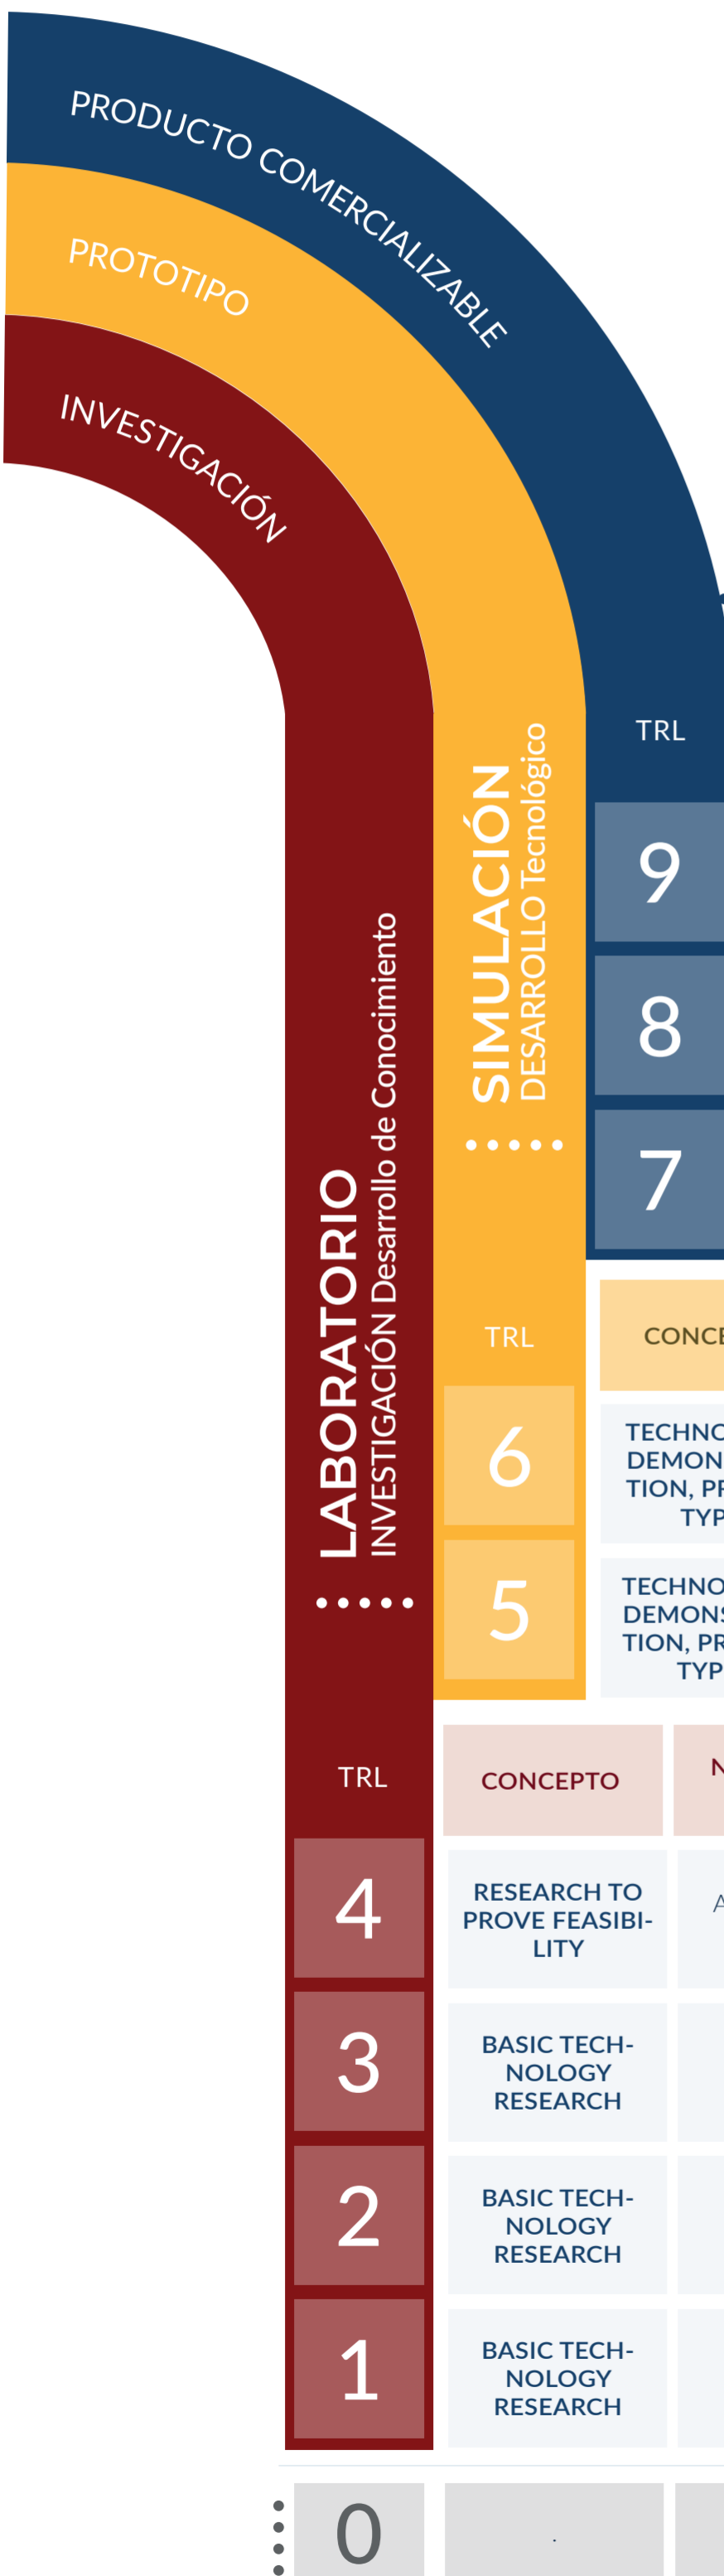 PRODUCTO COMERCIALIZABLE
PROTOTIPO
INVESTIGACIÓN
TRL
9
8
7
SIMULACIÓN
DESARROLLO Tecnológico
TRL
6
5
LABORATORIO
INVESTIGACIÓN Desarrollo de Conocimiento
TRL
CONCEPTO
4
RESEARCH TO
PROVE FEASIBI-
LITY
3
BASIC TECH-
NOLOGY
RESEARCH
2
BASIC TECH-
NOLOGY
RESEARCH
1
BASIC TECH-
NOLOGY
RESEARCH
0
.